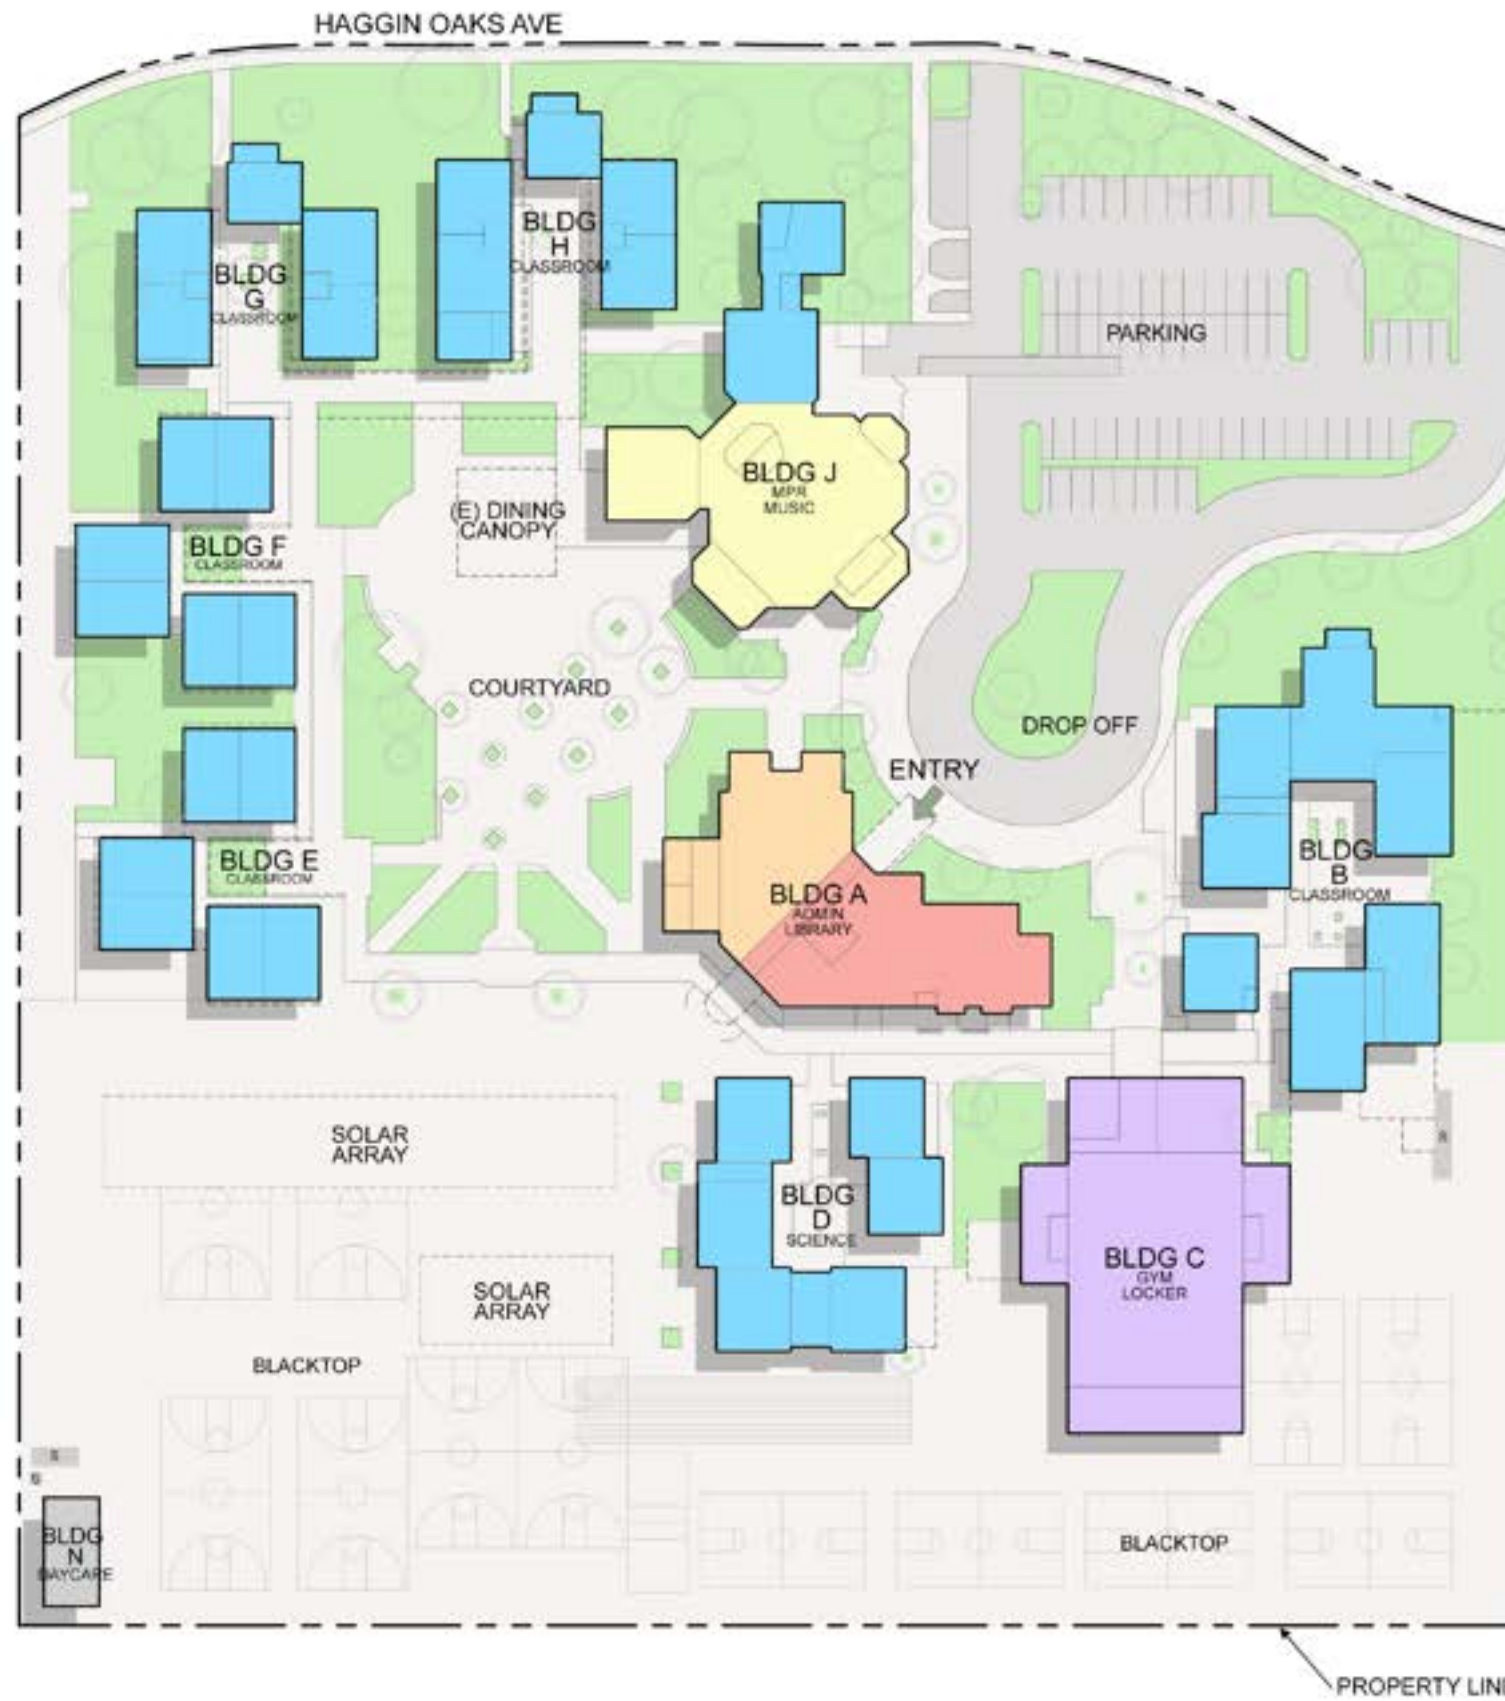 HAGGIN OAKS AVE
BLDG
H
CLASSROOM
BLDG
G
CLASSROOM
PARKING
BLDG J
MPR
MUSIC
(E) DINING
CANOPY
BLDG F
CLASSROOM
COURTYARD
DROP OFF
ENTRY
BLDG E
CLASSROOM
BLDG A
ADMIN
LIBRARY
BLDG
B
CLASSROOM
SOLAR
ARRAY
BLDG
D
SCIENCE
BLDG C
GYM
LOCKER
SOLAR
ARRAY
BLACKTOP
BLDG
N
DAYCARE
BLACKTOP
PROPERTY LINE